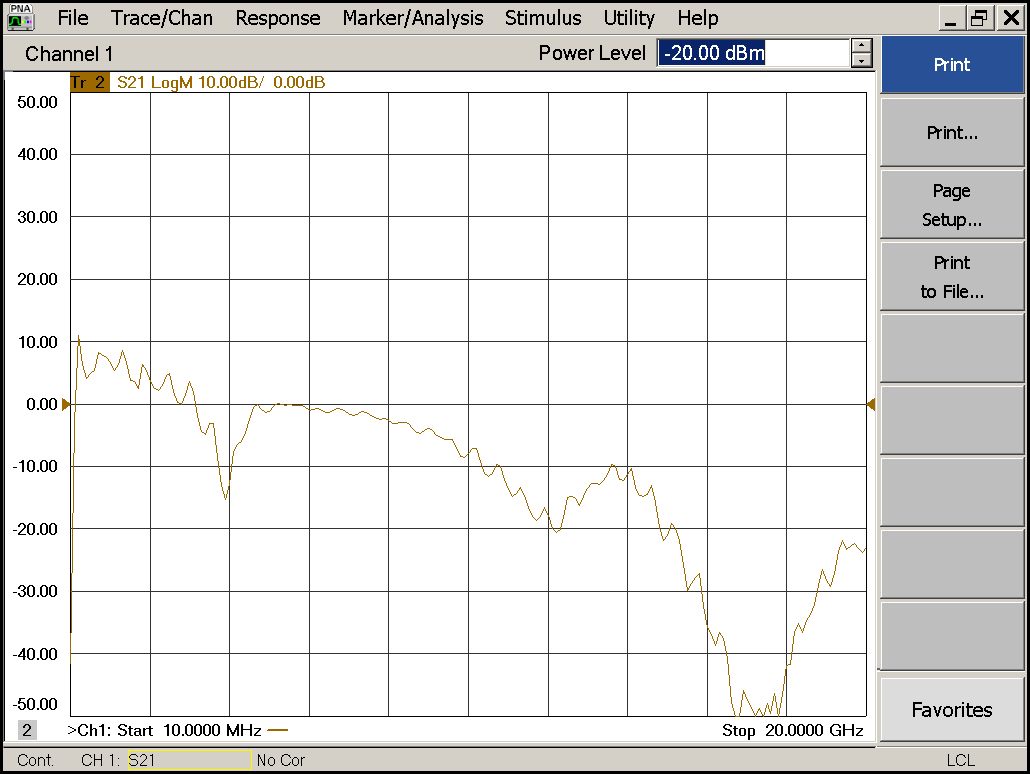 PNA
File Trace/Chan Response Marker/Analysis Stimulus Utility Help
Channel 1 Power Level -20.00 dBm
Tr 2 S21 LogM 10.00dB/ 0.00dB
50.00
40.00
30.00
20.00
10.00
0.00
-10.00
-20.00
-30.00
-40.00
-50.00
2 >Ch1: Start 10.0000 MHz Stop 20.0000 GHz
Cont. CH 1: S21 No Cor LCL
Print
Print...
Page
Setup...
Print
to File...
Favorites